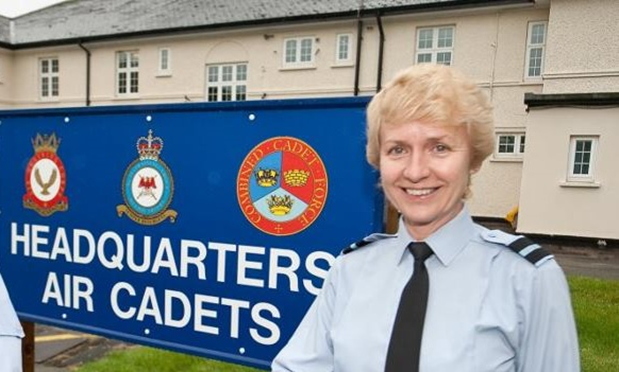 COMBINED CADET FORCE
HEADQUARTERS
AIR CADETS